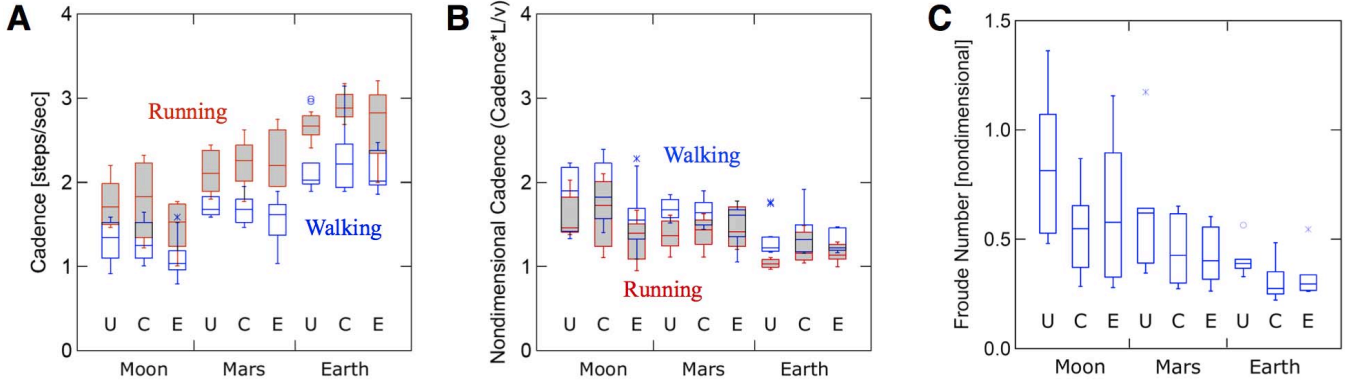 A
Cadence [steps/sec]
4
3
2
1
0
Running
Walking
U C E U C E U C E
Moon Mars Earth
B
Nondimensional Cadence (Cadence*L/v)
4
3
2
1
0
Walking
Running
U C E U C E U C E
Moon Mars Earth
C
Froude Number [nondimensional]
1.5
1.0
0.5
0.0
U C E U C E U C E
Moon Mars Earth